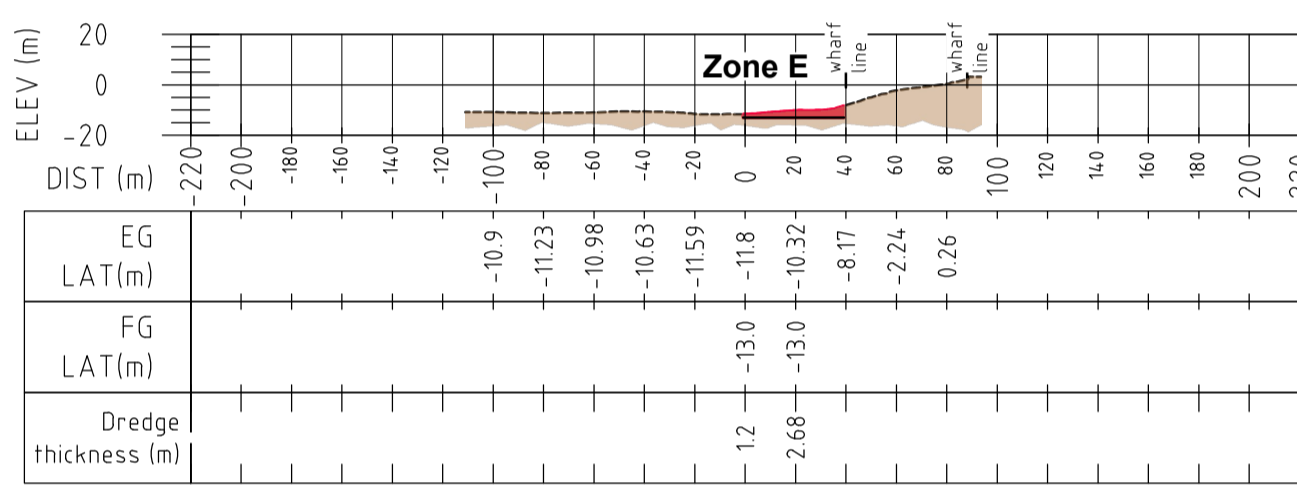 ELEV (m)
20
0
-20
Zone E
wharf
line
wharf
line
DIST (m)
-220 -200 -180 -160 -140 -120 -100 -80 -60 -40 -20 0 20 40 60 80 100 120 140 160 180 200
EG
LAT(m)
-10.9 -11.23 -10.98 -10.63 -11.59 -11.8 -10.32 -8.17 -2.24 0.26
FG
LAT(m)
-13.0 -13.0
Dredge
thickness (m)
1.2 2.68